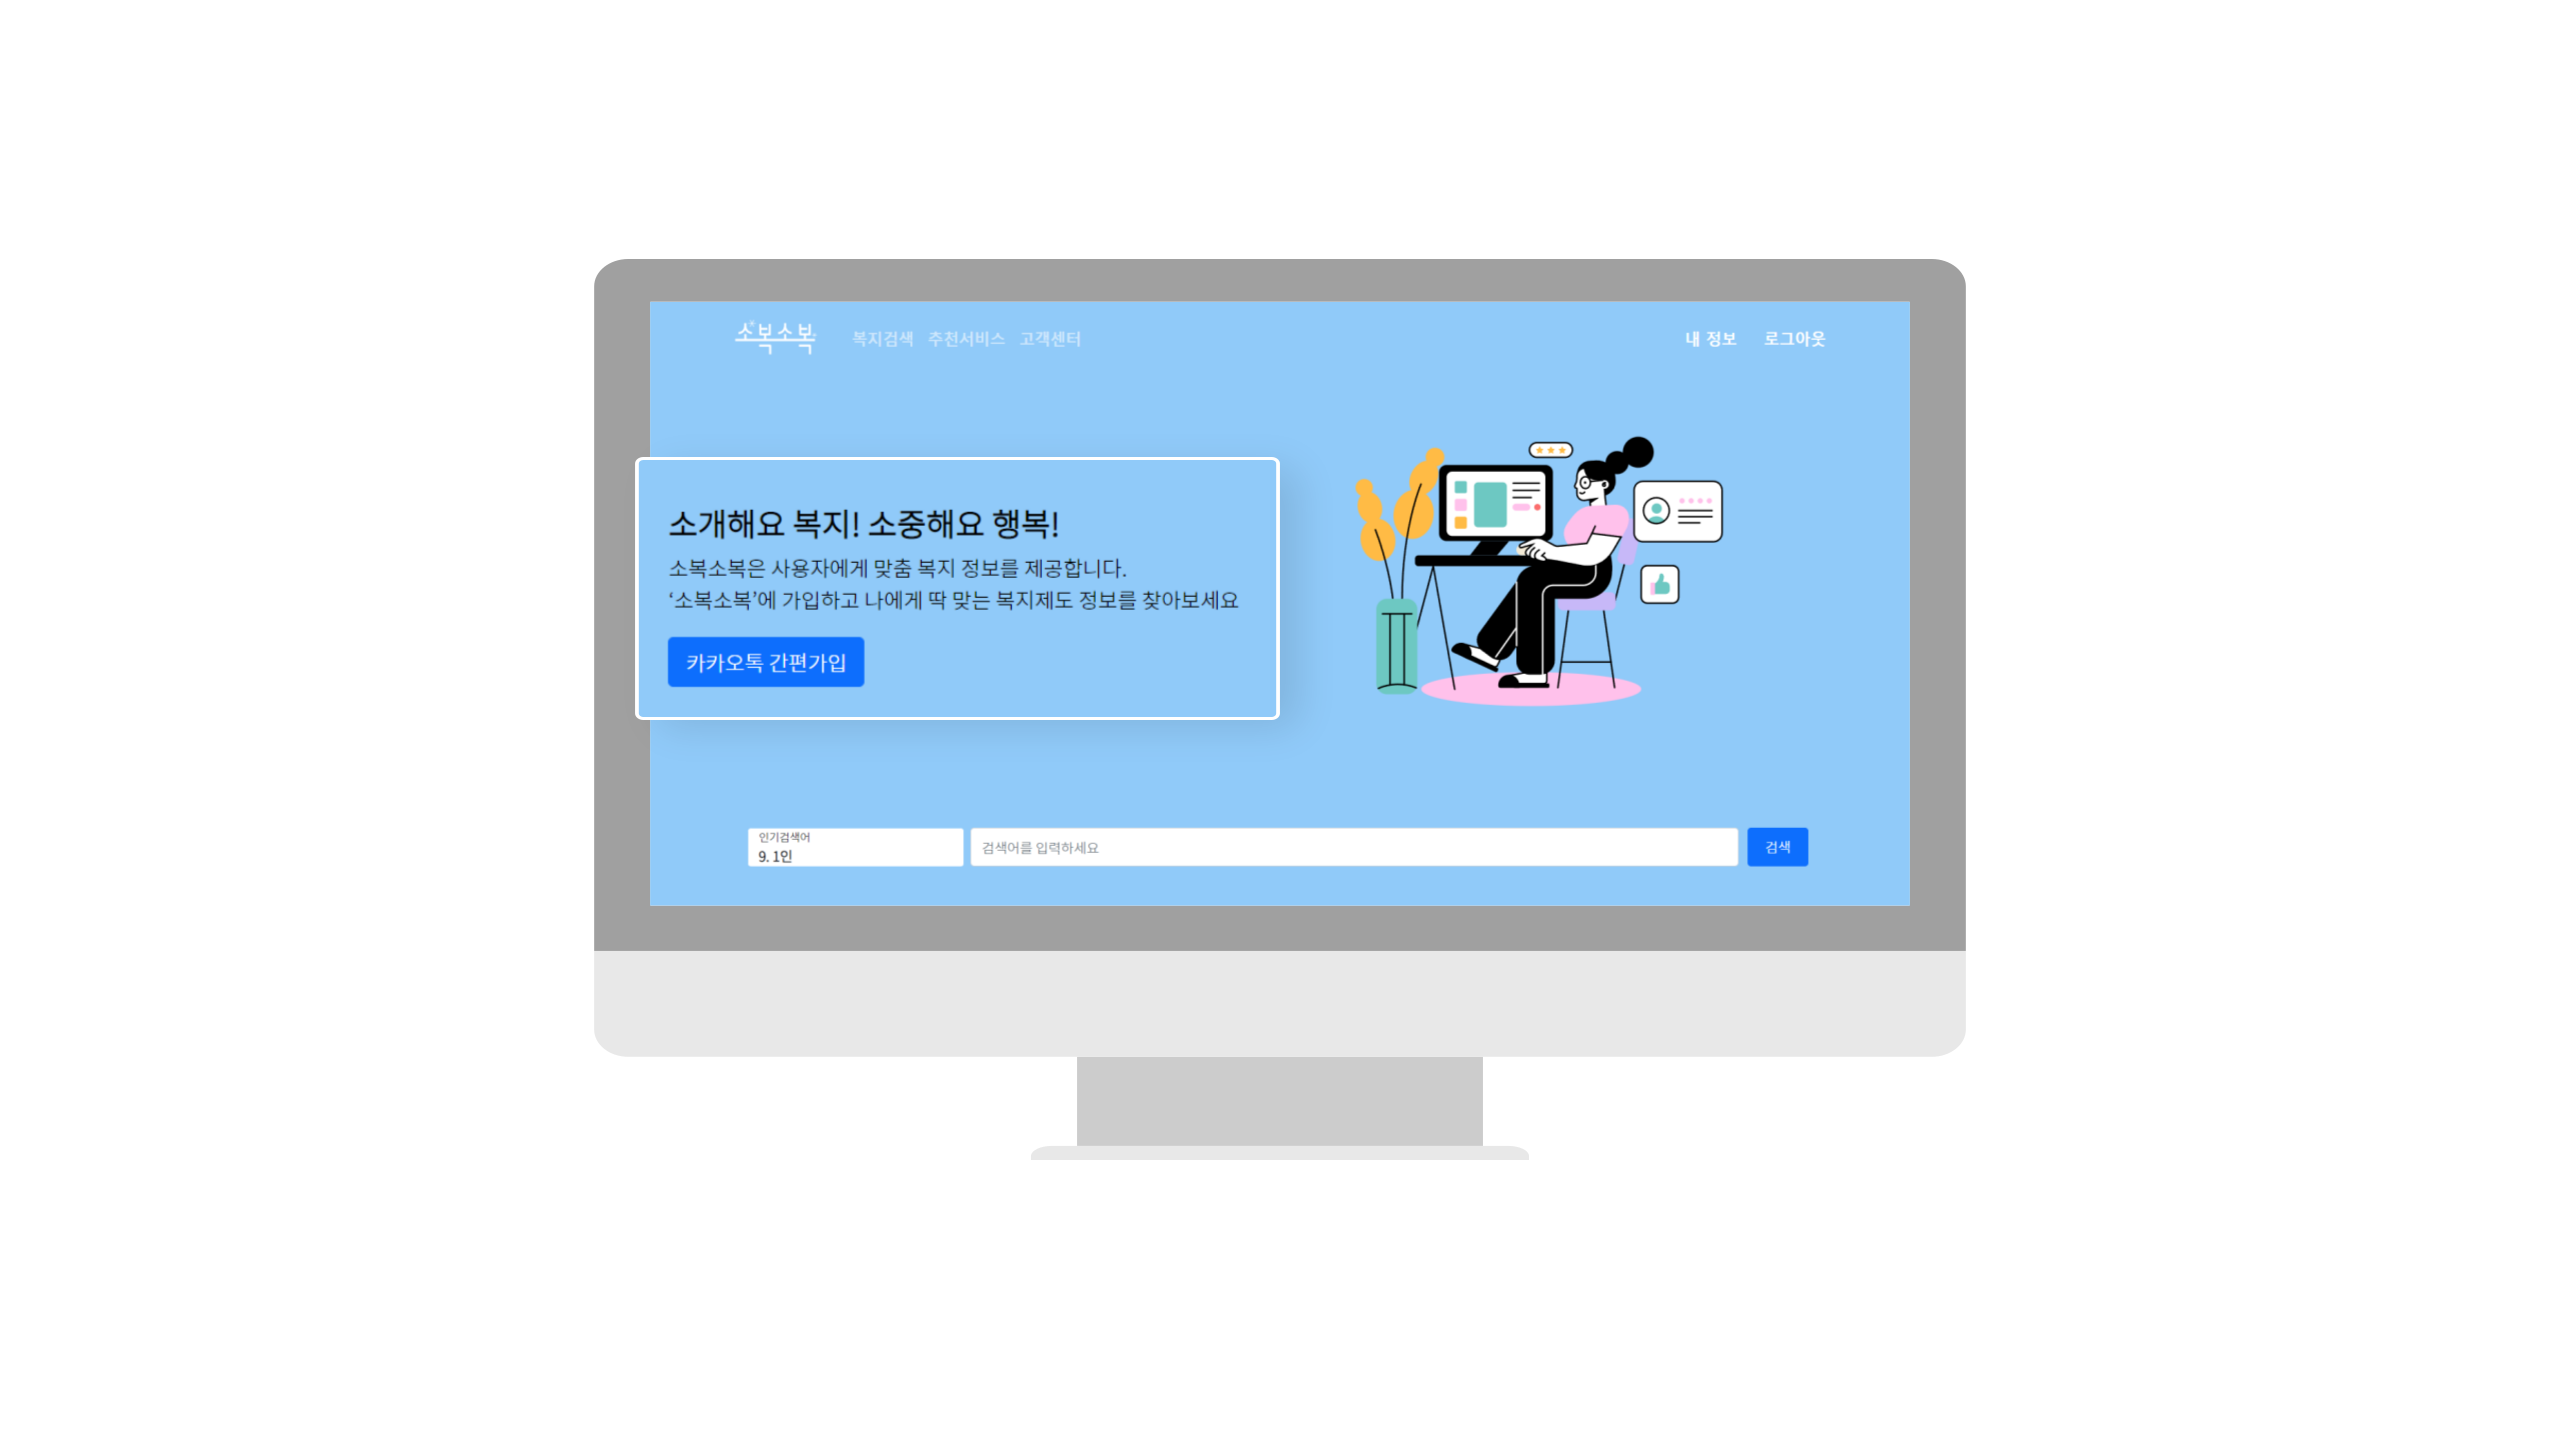 소복소복
복지검색 추천서비스 고객센터
내 정보 로그아웃
소개해요 복지! 소중해요 행복!
소복소복은 사용자에게 맞춤 복지 정보를 제공합니다.
‘소복소복’에 가입하고 나에게 딱 맞는 복지제도 정보를 찾아보세요
카카오톡 간편가입
인기검색어
9. 1인
검색어를 입력하세요
검색